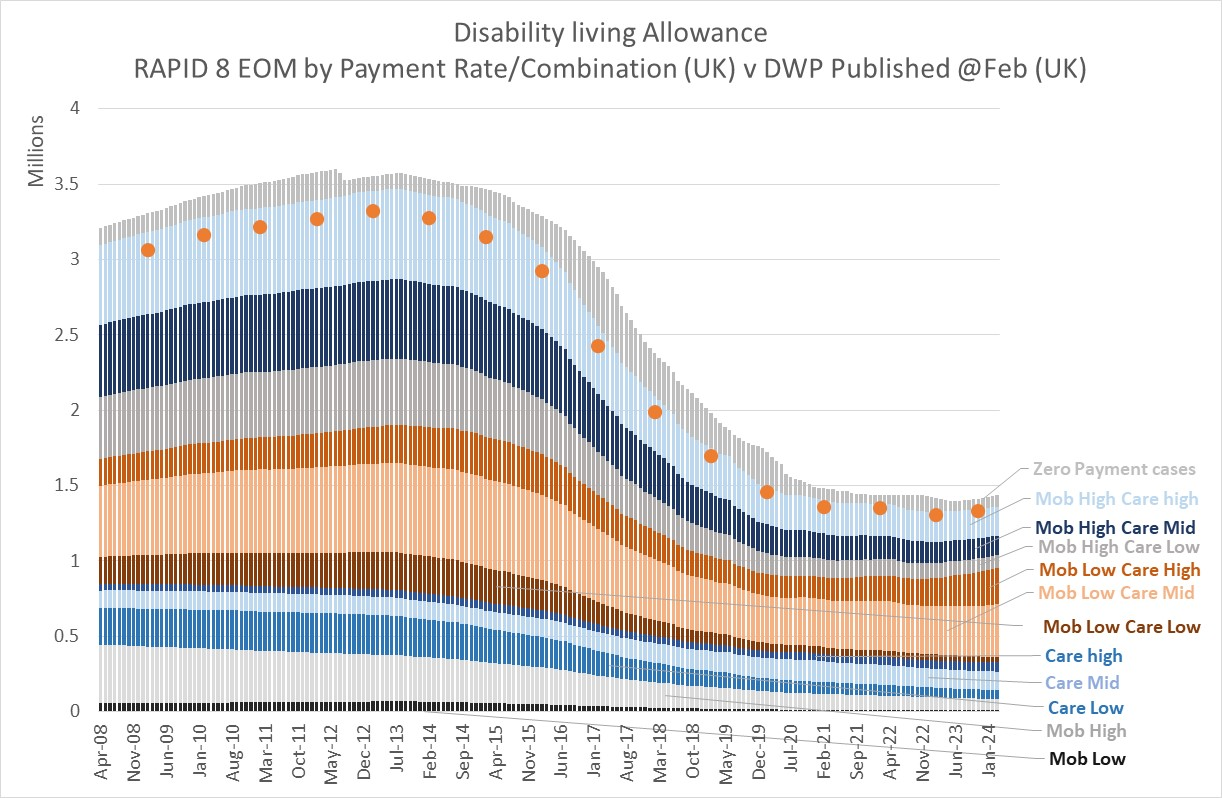 Disability living Allowance
RAPID 8 EOM by Payment Rate/Combination (UK) v DWP Published @Feb (UK)
Millions
4
3.5
3
2.5
2
1.5
1
0.5
0
Apr-08
Nov-08
Jun-09
Jan-10
Aug-10
Mar-11
Oct-11
May-12
Dec-12
Jul-13
Feb-14
Sep-14
Apr-15
Nov-15
Jun-16
Jan-17
Aug-17
Mar-18
Oct-18
May-19
Dec-19
Jul-20
Feb-21
Sep-21
Apr-22
Nov-22
Jun-23
Jan-24
Zero Payment cases
Mob High Care high
Mob High Care Mid
Mob High Care Low
Mob Low Care High
Mob Low Care Mid
Mob Low Care Low
Care high
Care Mid
Care Low
Mob High
Mob Low